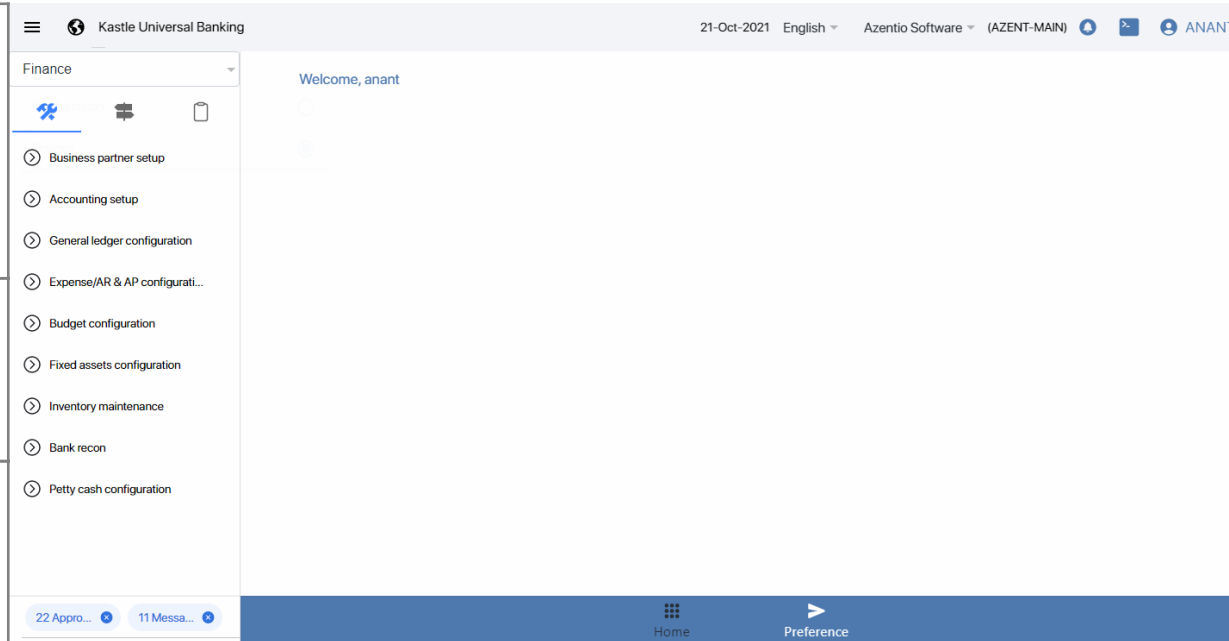 Kastle Universal Banking
21-Oct-2021 English Azentio Software (AZENT-MAIN) ANANT
Finance
Welcome, anant
Business partner setup
Accounting setup
General ledger configuration
Expense/AR & AP configurati...
Budget configuration
Fixed assets configuration
Inventory maintenance
Bank recon
Petty cash configuration
22 Appro... 11 Messa...
Home Preference